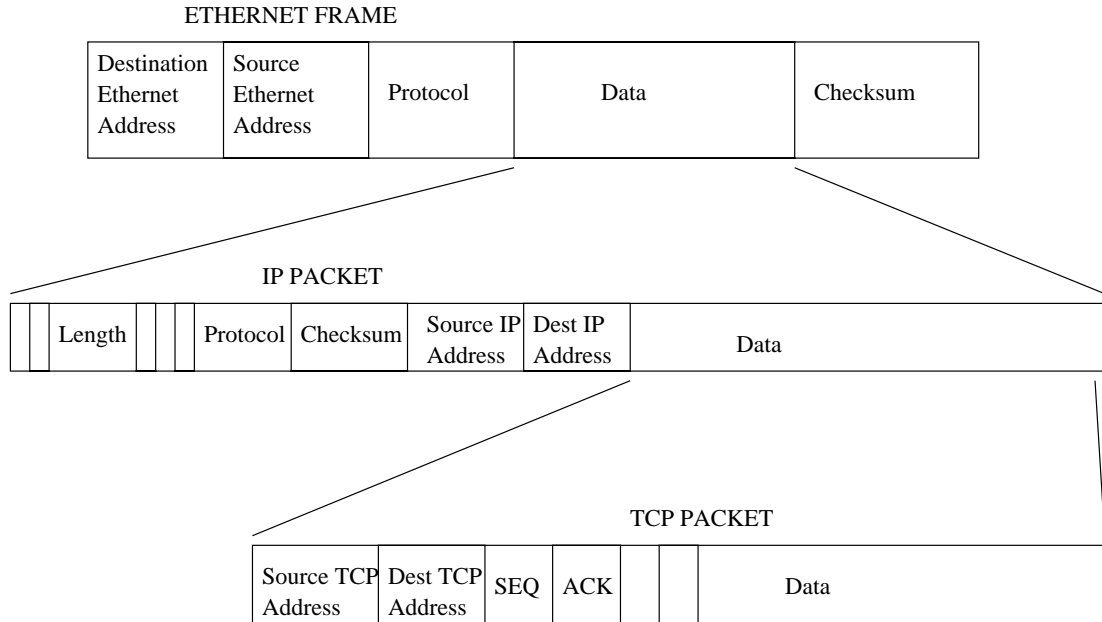 ETHERNET FRAME
Destination
Ethernet
Address
Source
Ethernet
Address
Protocol
Data
Checksum
IP PACKET
Length
Protocol
Checksum
Source IP
Address
Dest IP
Address
Data
TCP PACKET
Source TCP
Address
Dest TCP
Address
SEQ
ACK
Data